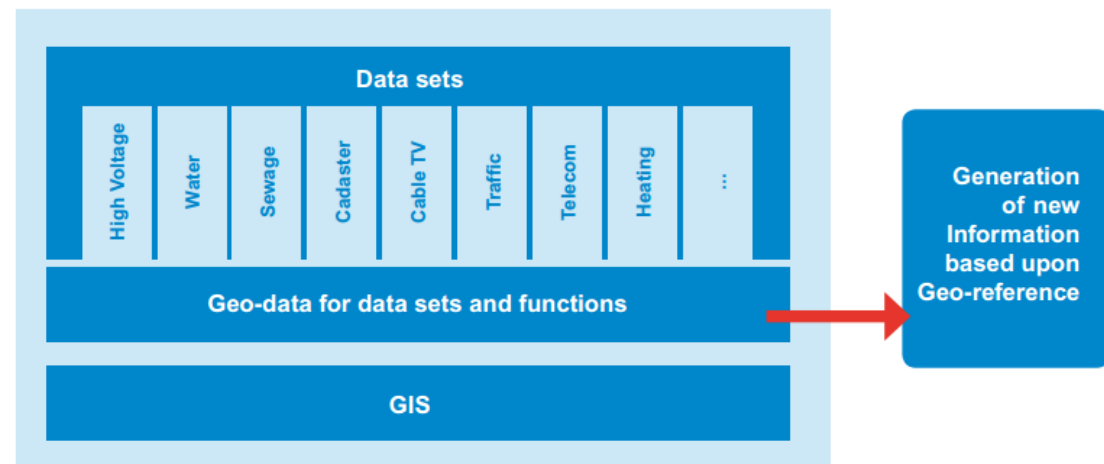 Data sets
High Voltage
Water
Sewage
Cadaster
Cable TV
Traffic
Telecom
Heating
...
Geo-data for data sets and functions
GIS
Generation
of new
Information
based upon
Geo-reference